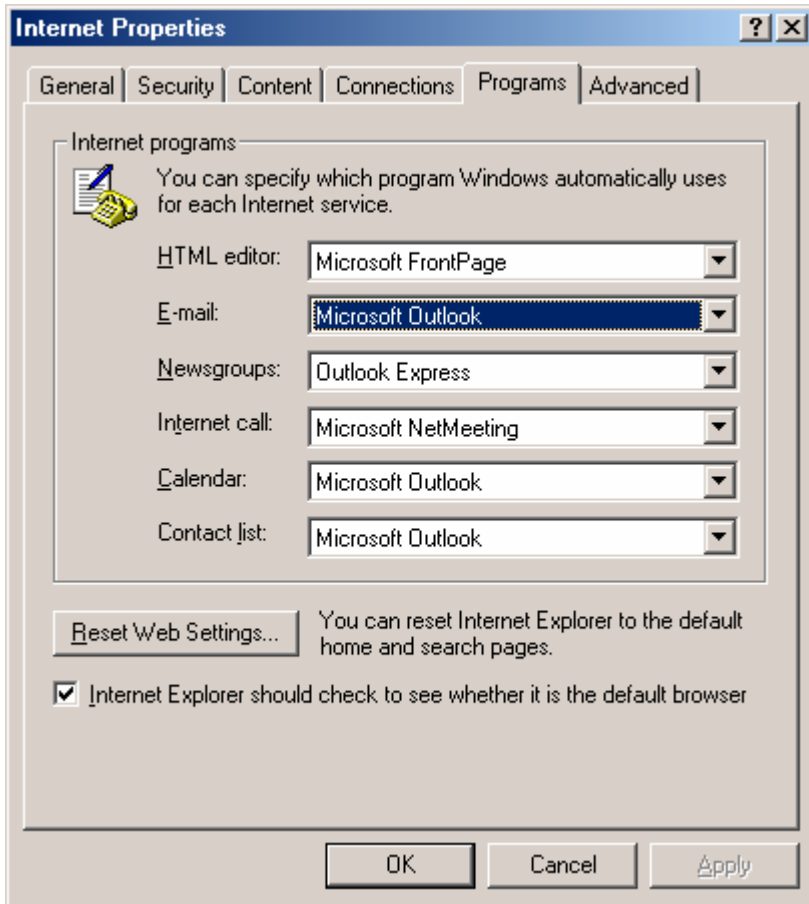 Internet Properties
General Security Content Connections Programs Advanced
Internet programs
You can specify which program Windows automatically uses
for each Internet service.
HTML editor: Microsoft FrontPage
E-mail: Microsoft Outlook
Newsgroups: Outlook Express
Internet call: Microsoft NetMeeting
Calendar: Microsoft Outlook
Contact list: Microsoft Outlook
Reset Web Settings... You can reset Internet Explorer to the default
home and search pages.
Internet Explorer should check to see whether it is the default browser
OK Cancel Apply